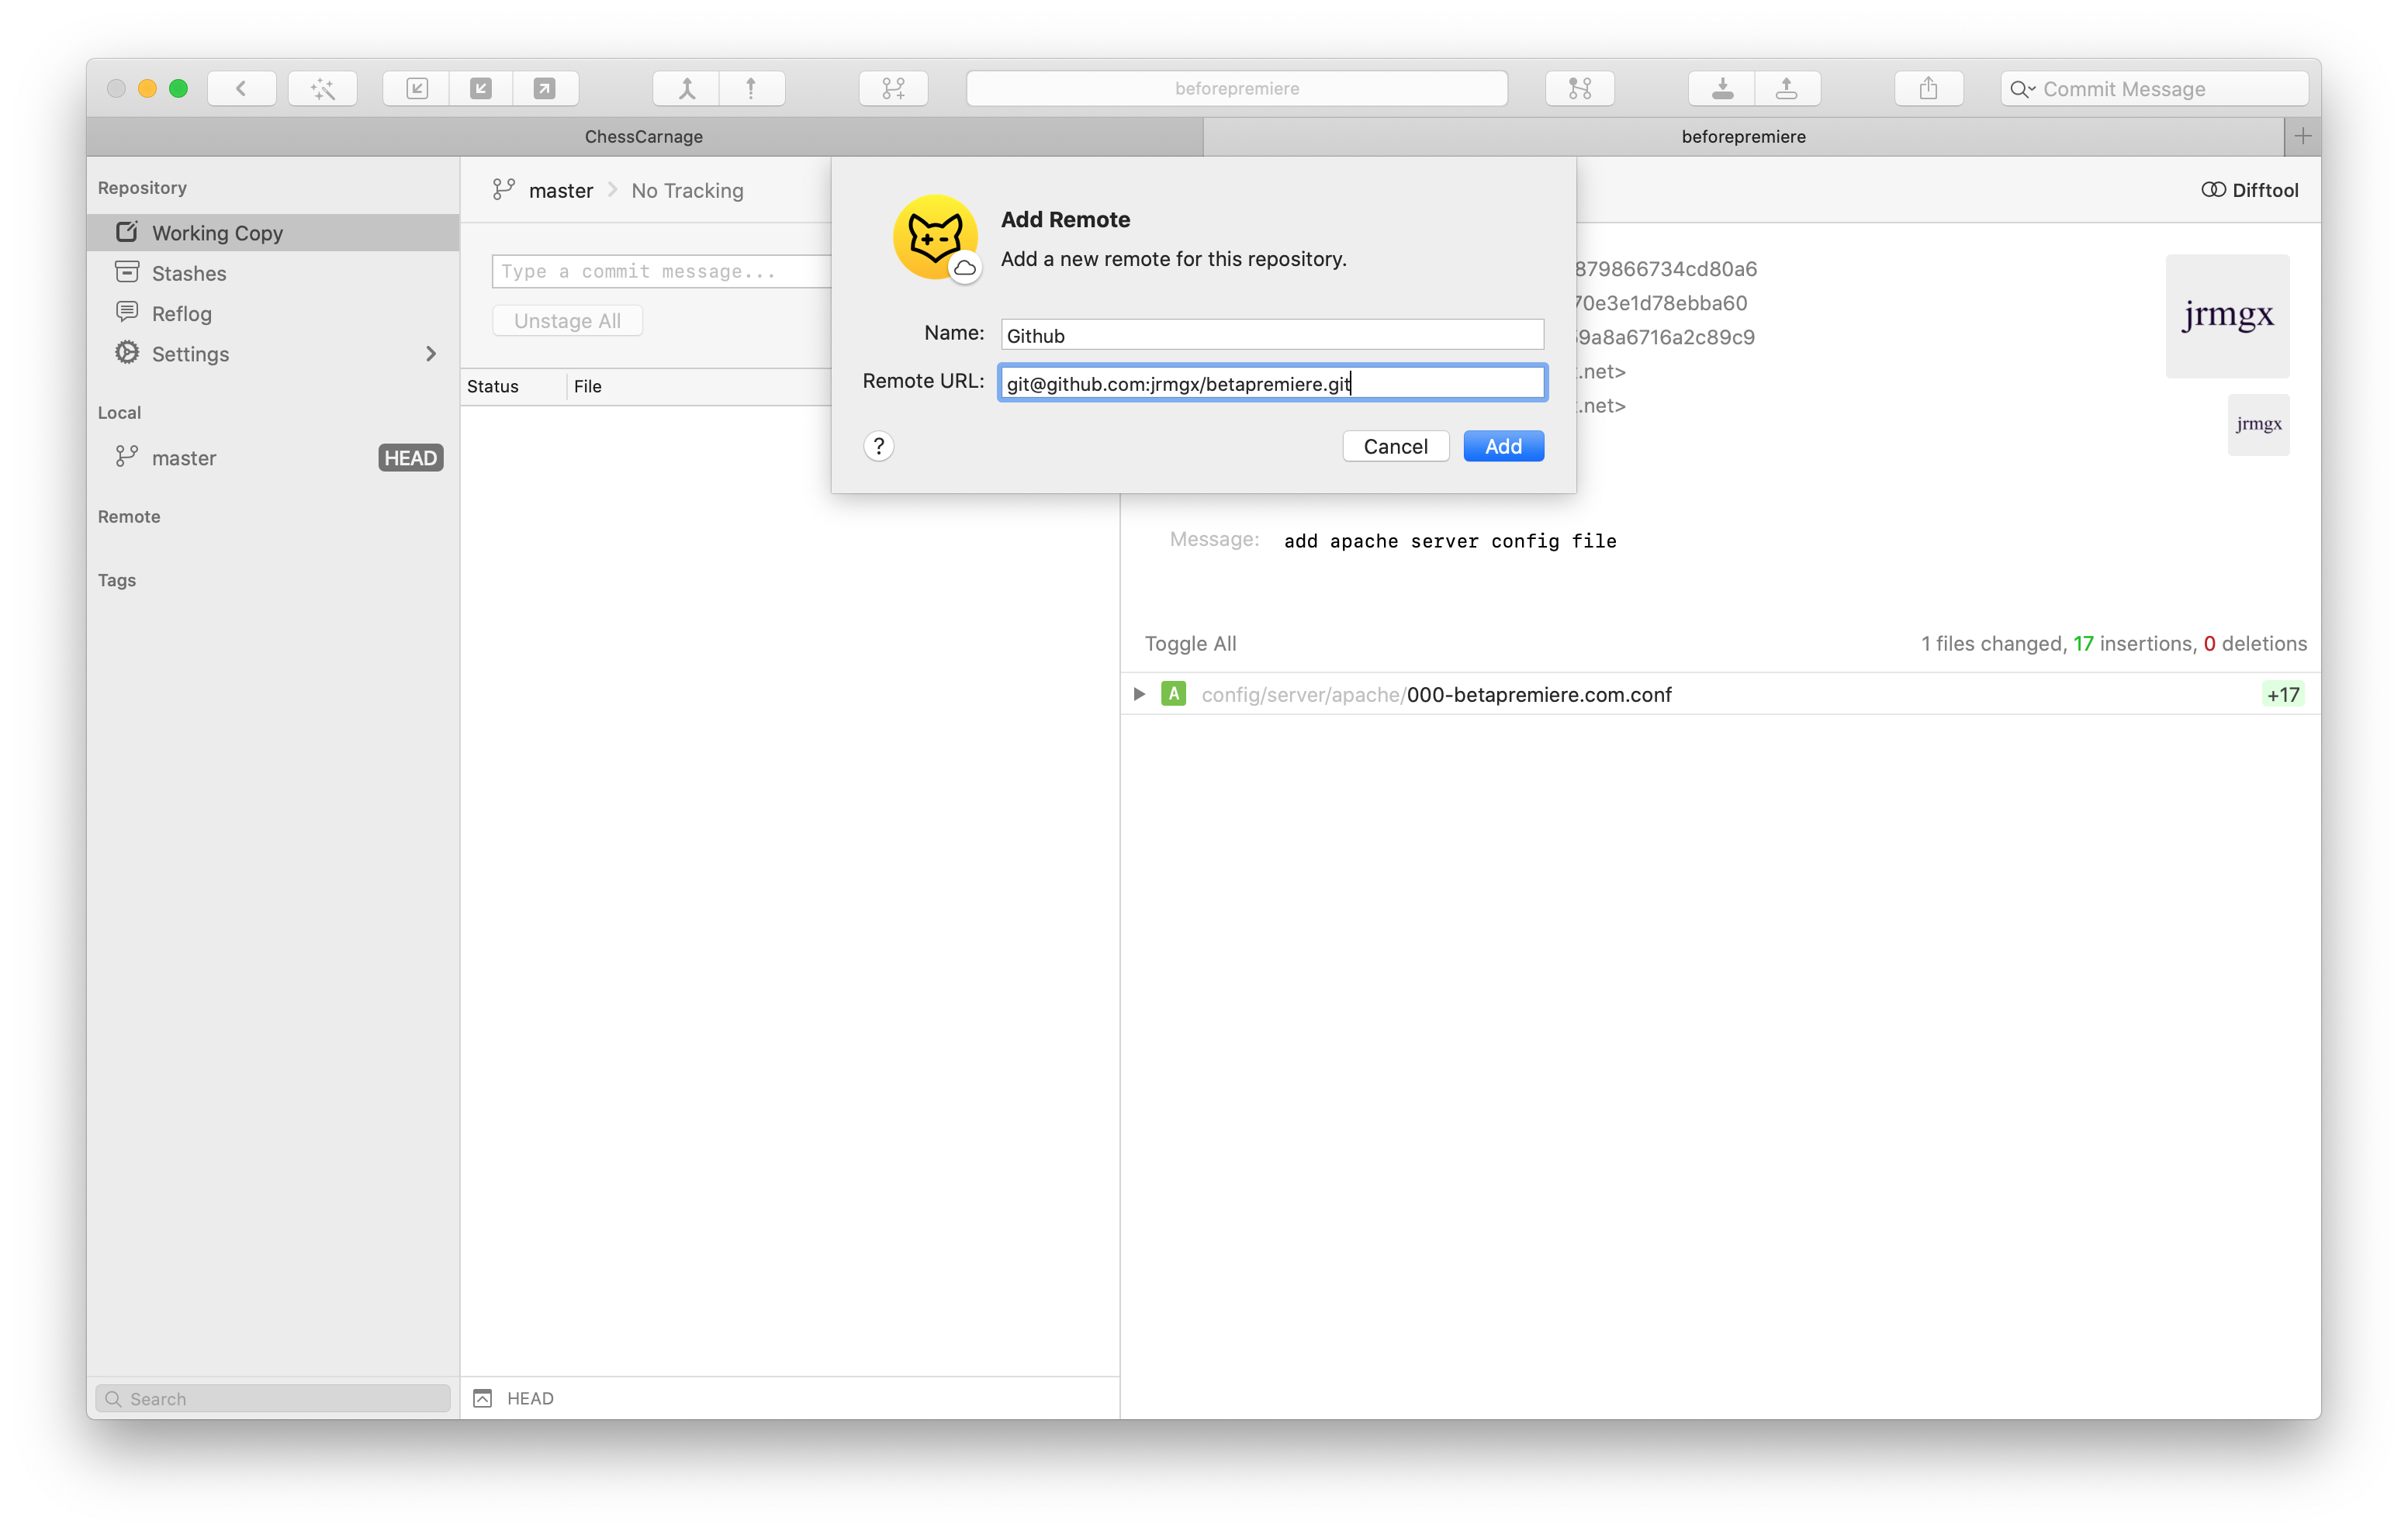 beforepremiere
Commit Message
ChessCarnage
beforepremiere
Repository
Working Copy
Stashes
Reflog
Settings
Local
master
HEAD
Remote
Tags
Search
master
No Tracking
Difftool
Type a commit message...
Unstage All
Status
File
HEAD
Add Remote
Add a new remote for this repository.
Name:
Github
Remote URL:
git@github.com:jrmgx/betapremiere.git
?
Cancel
Add
879866734cd80a6
70e3e1d78ebba60
9a8a6716a2c89c9
.net>
.net>
jrmgx
jrmgx
Message:
add apache server config file
Toggle All
1 files changed, 17 insertions, 0 deletions
A
config/server/apache/000-betapremiere.com.conf
+17